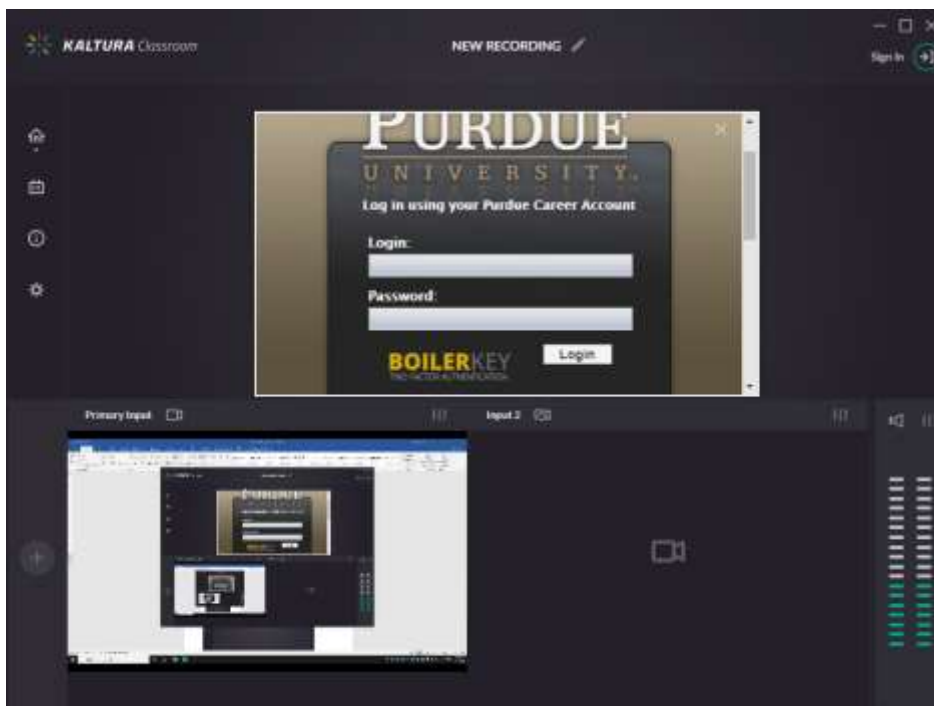 KALTURA Classroom
NEW RECORDING
Sign In
PURDUE
UNIVERSITY
Log in using your Purdue Career Account
Login:
Password:
BOILERKEY
TWO-FACTOR AUTHENTICATION
Login
Primary Input
Input 2